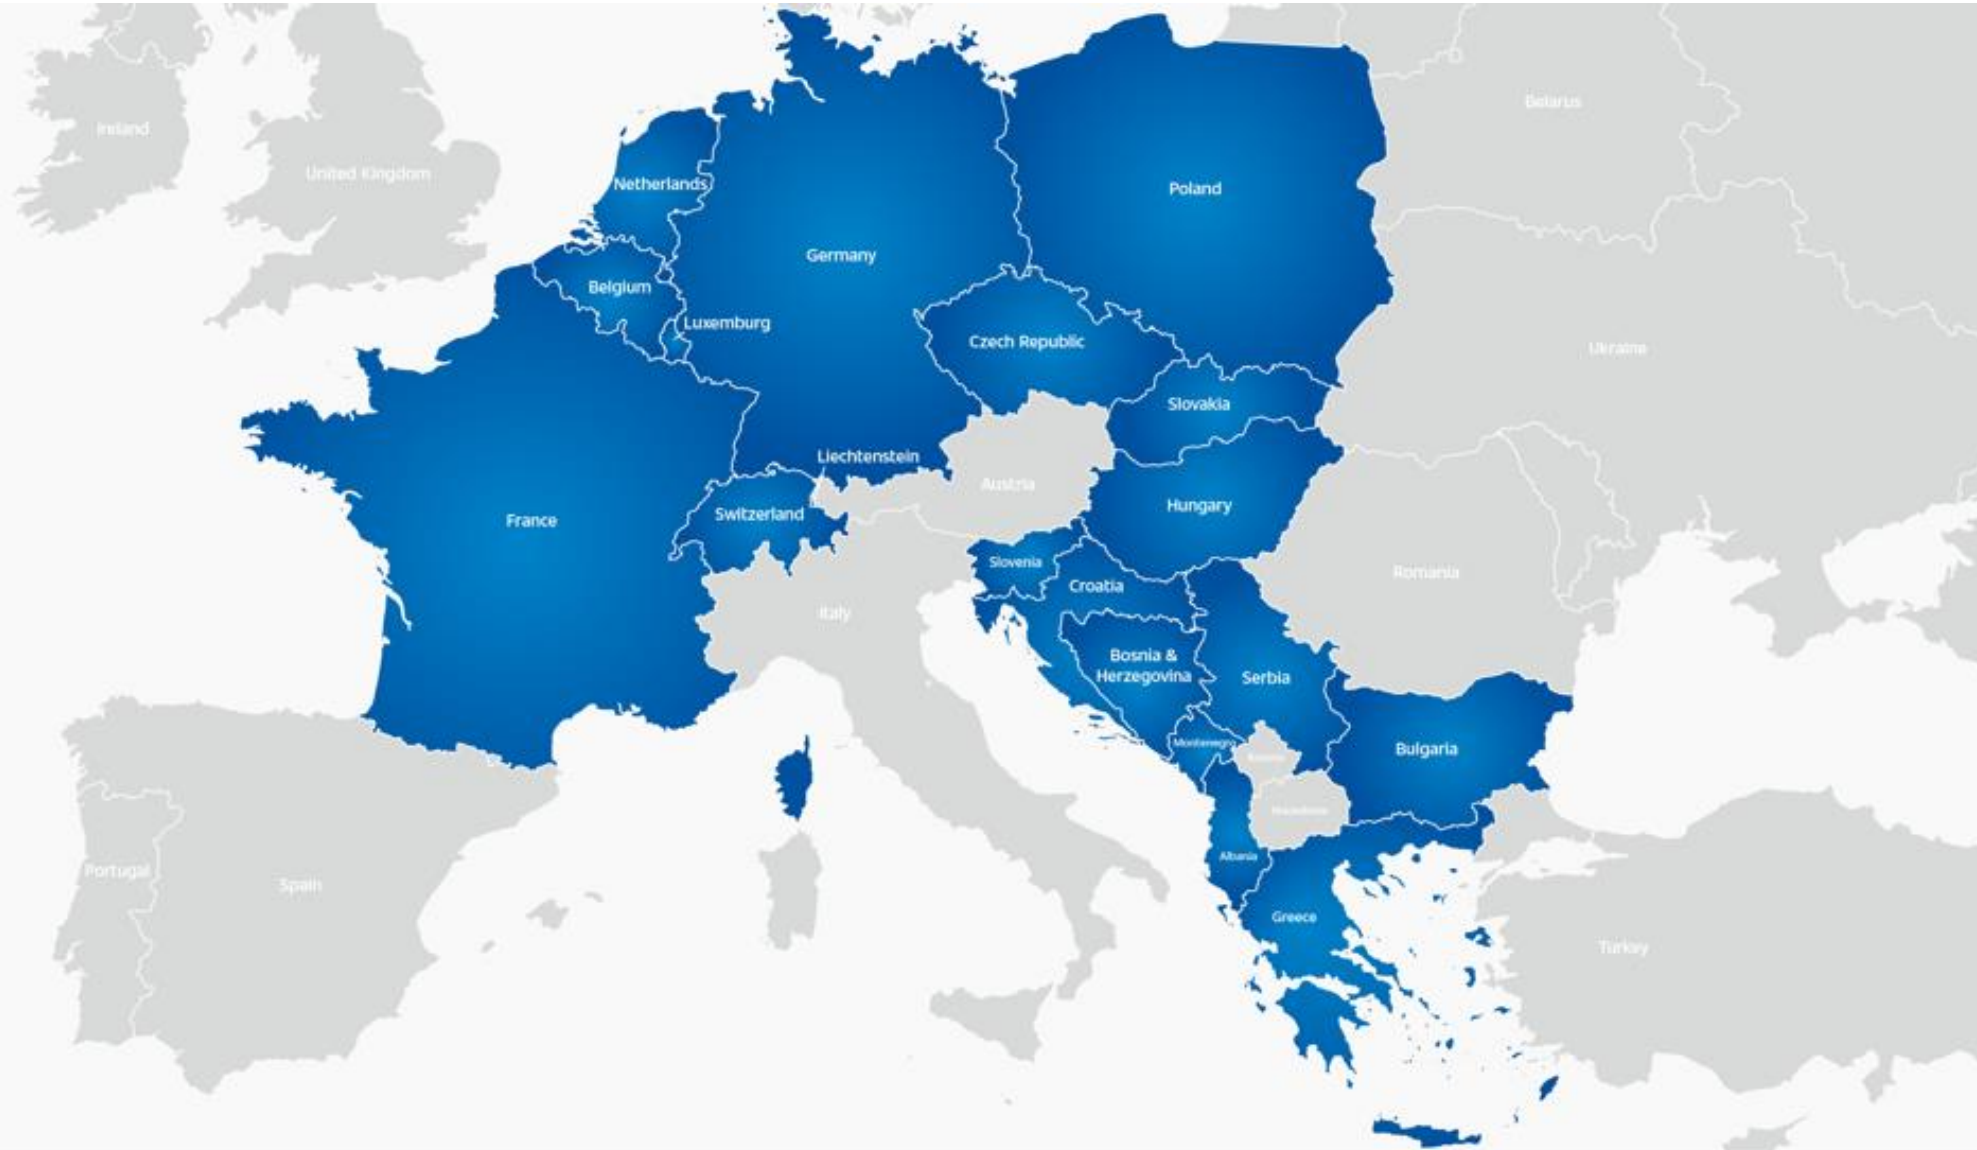 Ireland
United Kingdom
Belarus
Netherlands
Poland
Germany
Belgium
Luxemburg
Czech Republic
Ukraine
Slovakia
Liechtenstein
Austria
Switzerland
Hungary
France
Slovenia
Croatia
Romania
Italy
Bosnia &
Herzegovina
Serbia
Montenegro
Bulgaria
Albania
Portugal
Spain
Greece
Turkey